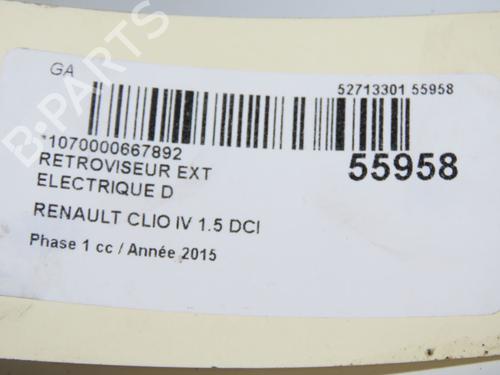 GA
52713301 55958
*1070000667892
55958
RETROVISEUR EXT
ELECTRIQUE D
RENAULT CLIO IV 1.5 DCI
Phase 1 cc / Année 2015
B-PARTS